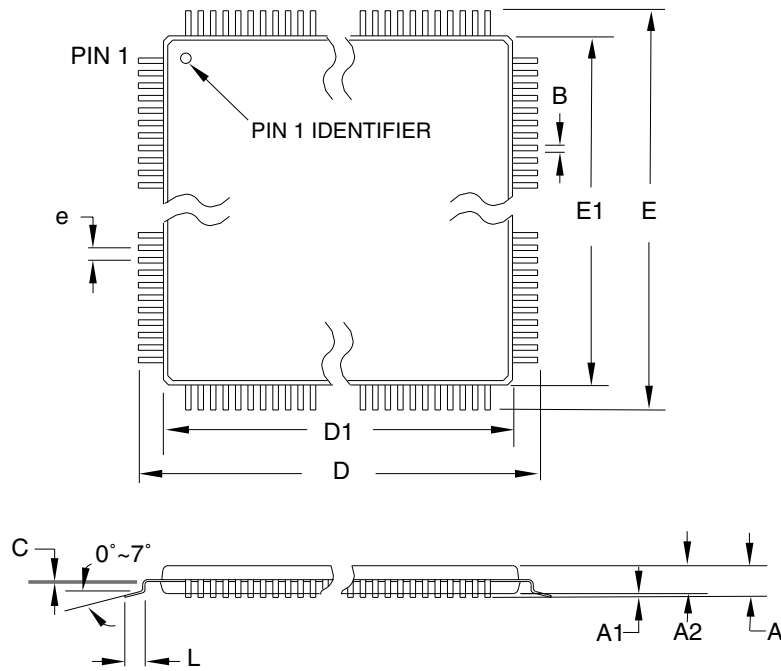 PIN 1
PIN 1 IDENTIFIER
B
e
E1
E
D1
D
C
0°~7°
L
A1
A2
A